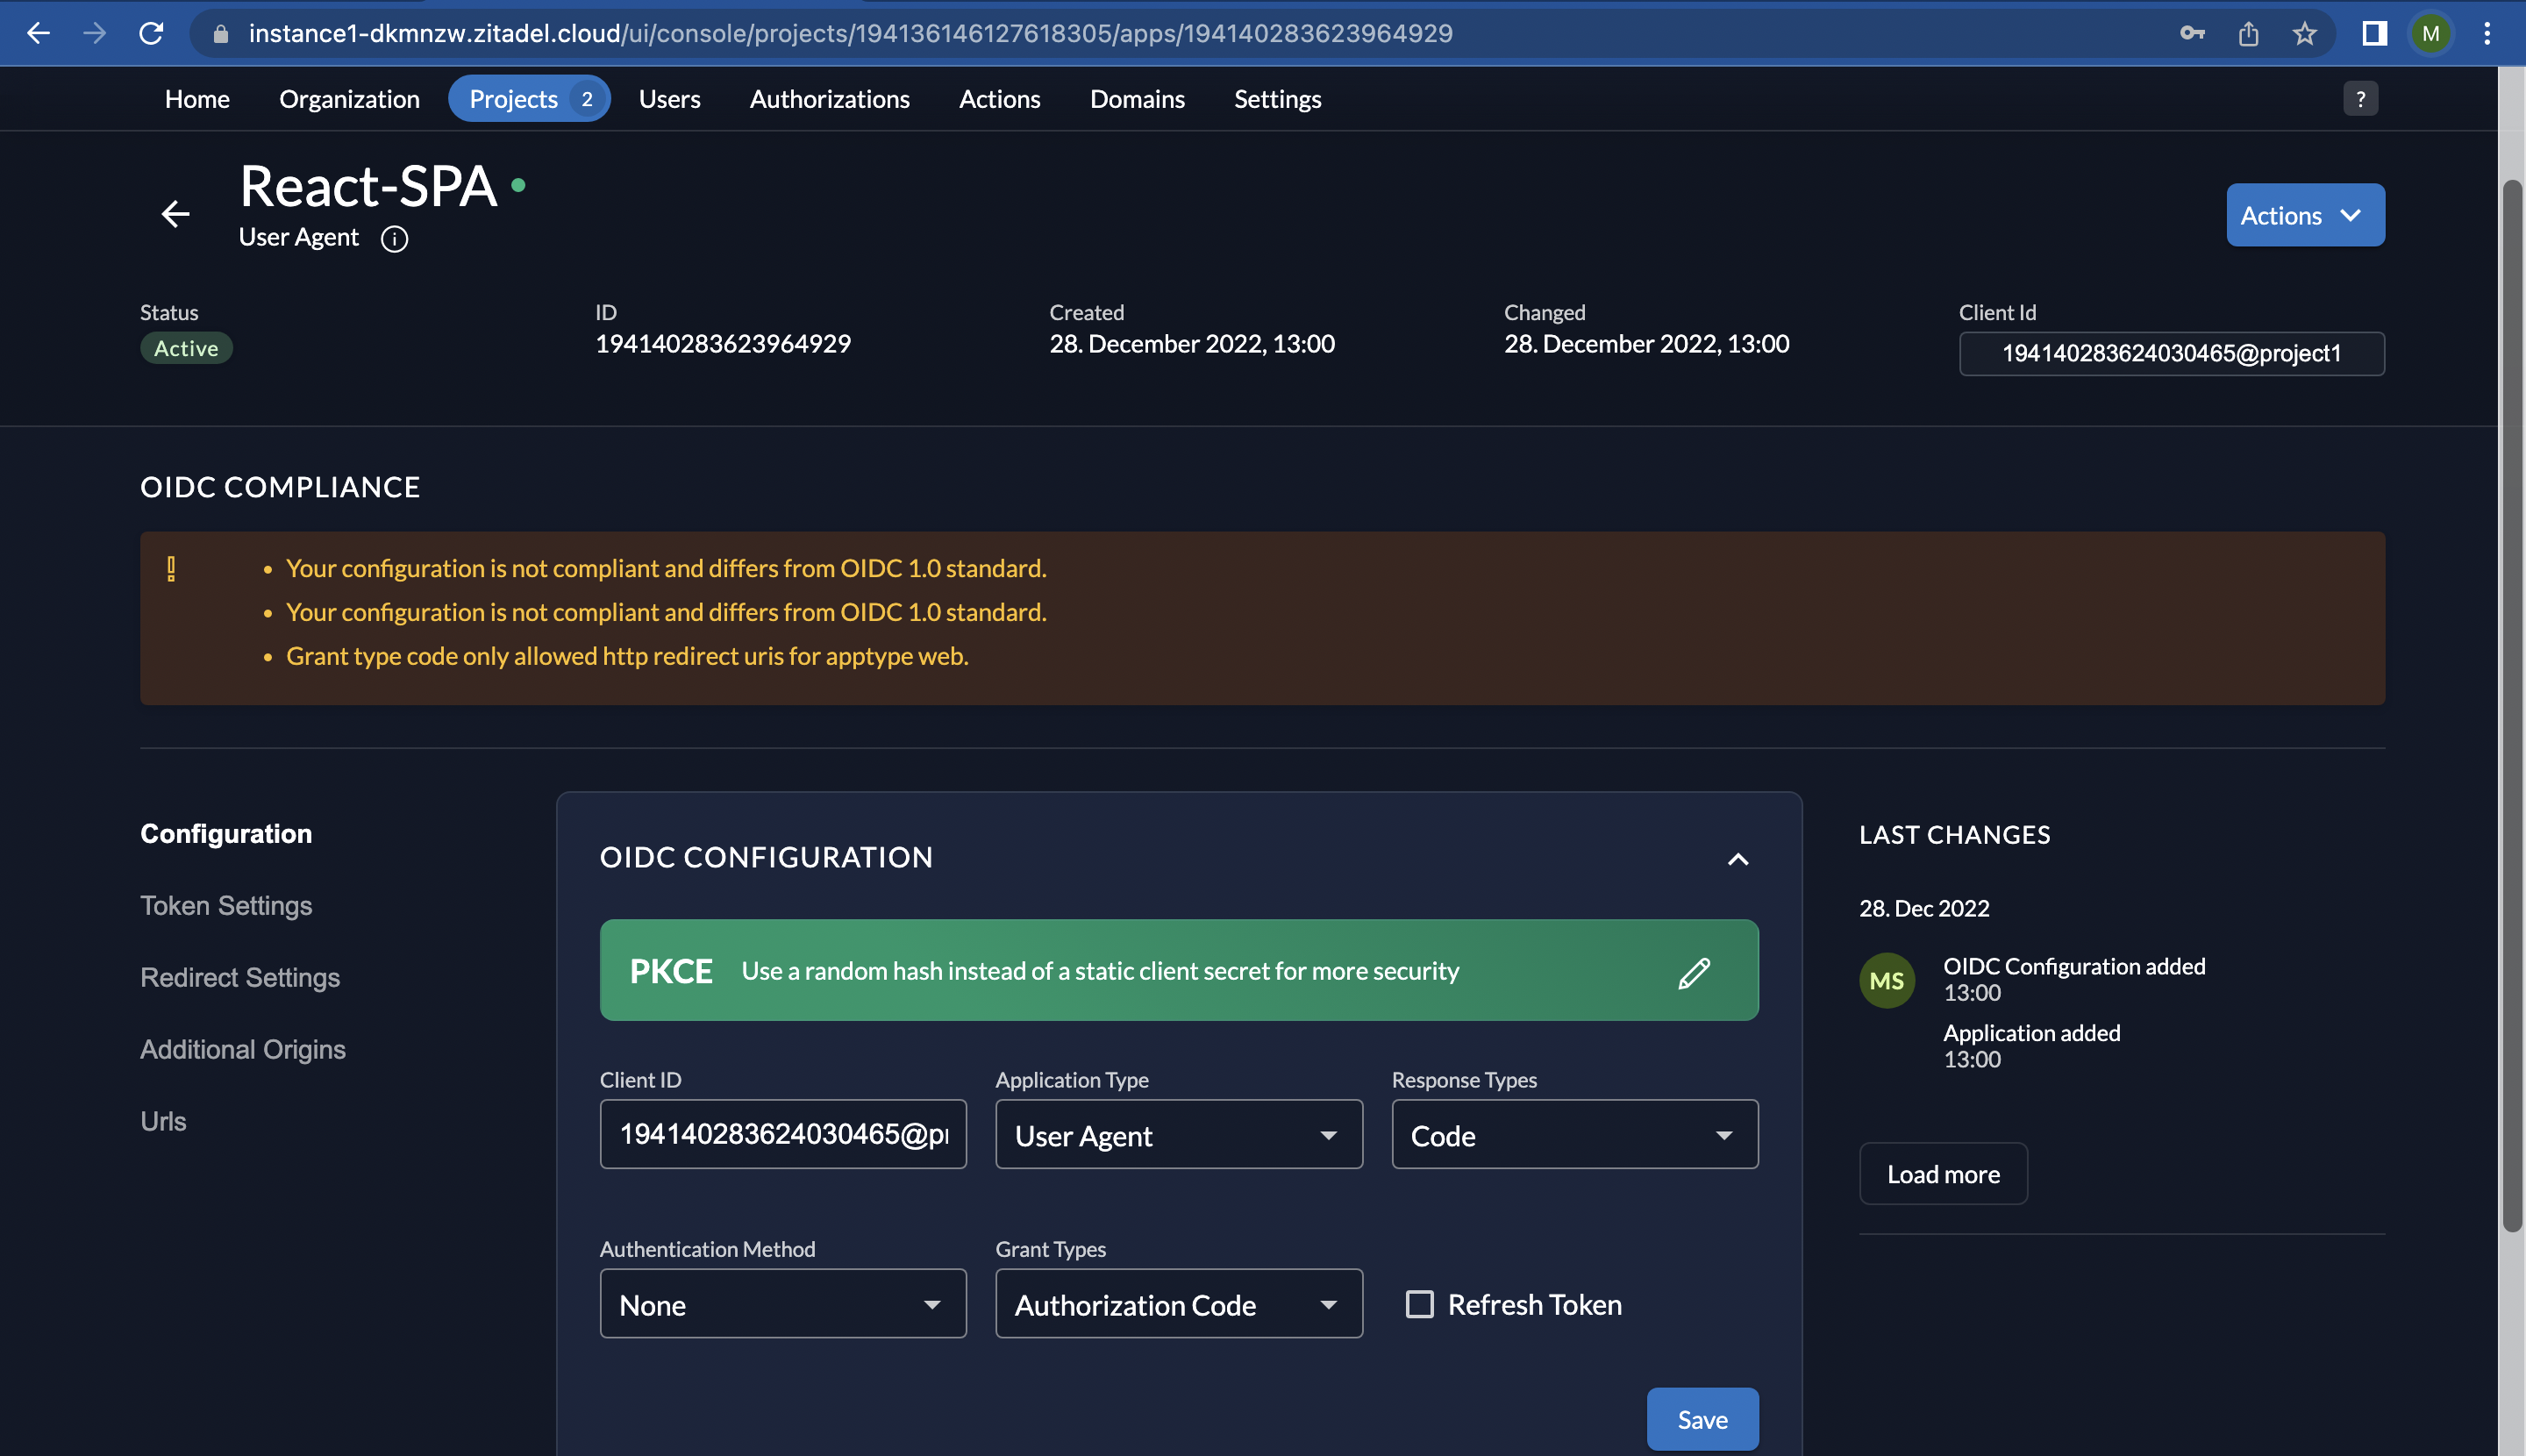 instance1-dkmnzw.zitadel.cloud/ui/console/projects/194136146127618305/apps/194140283623964929
M
Home Organization Projects 2 Users Authorizations Actions Domains Settings ?
React-SPA
User Agent
Actions
Status ID Created Changed Client Id
Active 194140283623964929 28. December 2022, 13:00 28. December 2022, 13:00 194140283624030465@project1
OIDC COMPLIANCE
! • Your configuration is not compliant and differs from OIDC 1.0 standard.
• Your configuration is not compliant and differs from OIDC 1.0 standard.
• Grant type code only allowed http redirect uris for apptype web.
Configuration
Token Settings
Redirect Settings
Additional Origins
Urls
OIDC CONFIGURATION
PKCE Use a random hash instead of a static client secret for more security
Client ID Application Type Response Types
194140283624030465@pr User Agent Code
Authentication Method Grant Types
None Authorization Code Refresh Token
Save
LAST CHANGES
28. Dec 2022
MS OIDC Configuration added
13:00
Application added
13:00
Load more